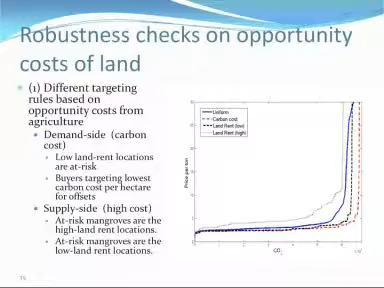 Robustness checks on opportunity
costs of land
(1) Different targeting
rules based on
opportunity costs from
agriculture
Demand-side (carbon
cost)
Low land-rent locations
are at-risk
Buyers targeting lowest
carbon cost per hectare
for offsets
Supply-side (high cost)
At-risk mangroves are the
high-land rent locations.
At-risk mangroves are the
low-land rent locations.
Uniform
Carbon cost
Land Rent (low)
Land Rent (high)
Price per ton
CO2